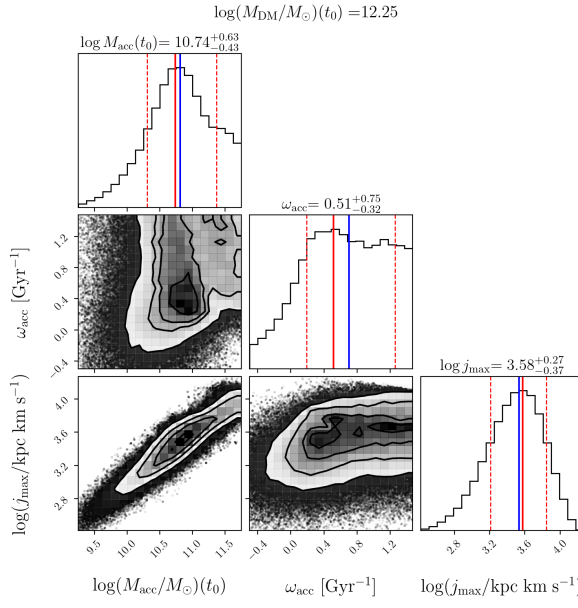 log(M_DM/M_⊙)(t_0) = 12.25
log M_acc(t_0) = 10.74^{+0.63}_{−0.43}
ω_acc = 0.51^{+0.75}_{−0.32}
ω_acc [Gyr^{−1}]
1.2
0.8
0.4
0.0
−0.4
log j_max = 3.58^{+0.27}_{−0.37}
log(j_max/kpc km s^{−1})
4.0
3.6
3.2
2.8
9.5 10.0 10.5 11.0 11.5
−0.4 0.0 0.4 0.8 1.2
2.8 3.2 3.6 4.0
log(M_acc/M_⊙)(t_0)
ω_acc [Gyr^{−1}]
log(j_max/kpc km s^{−1})